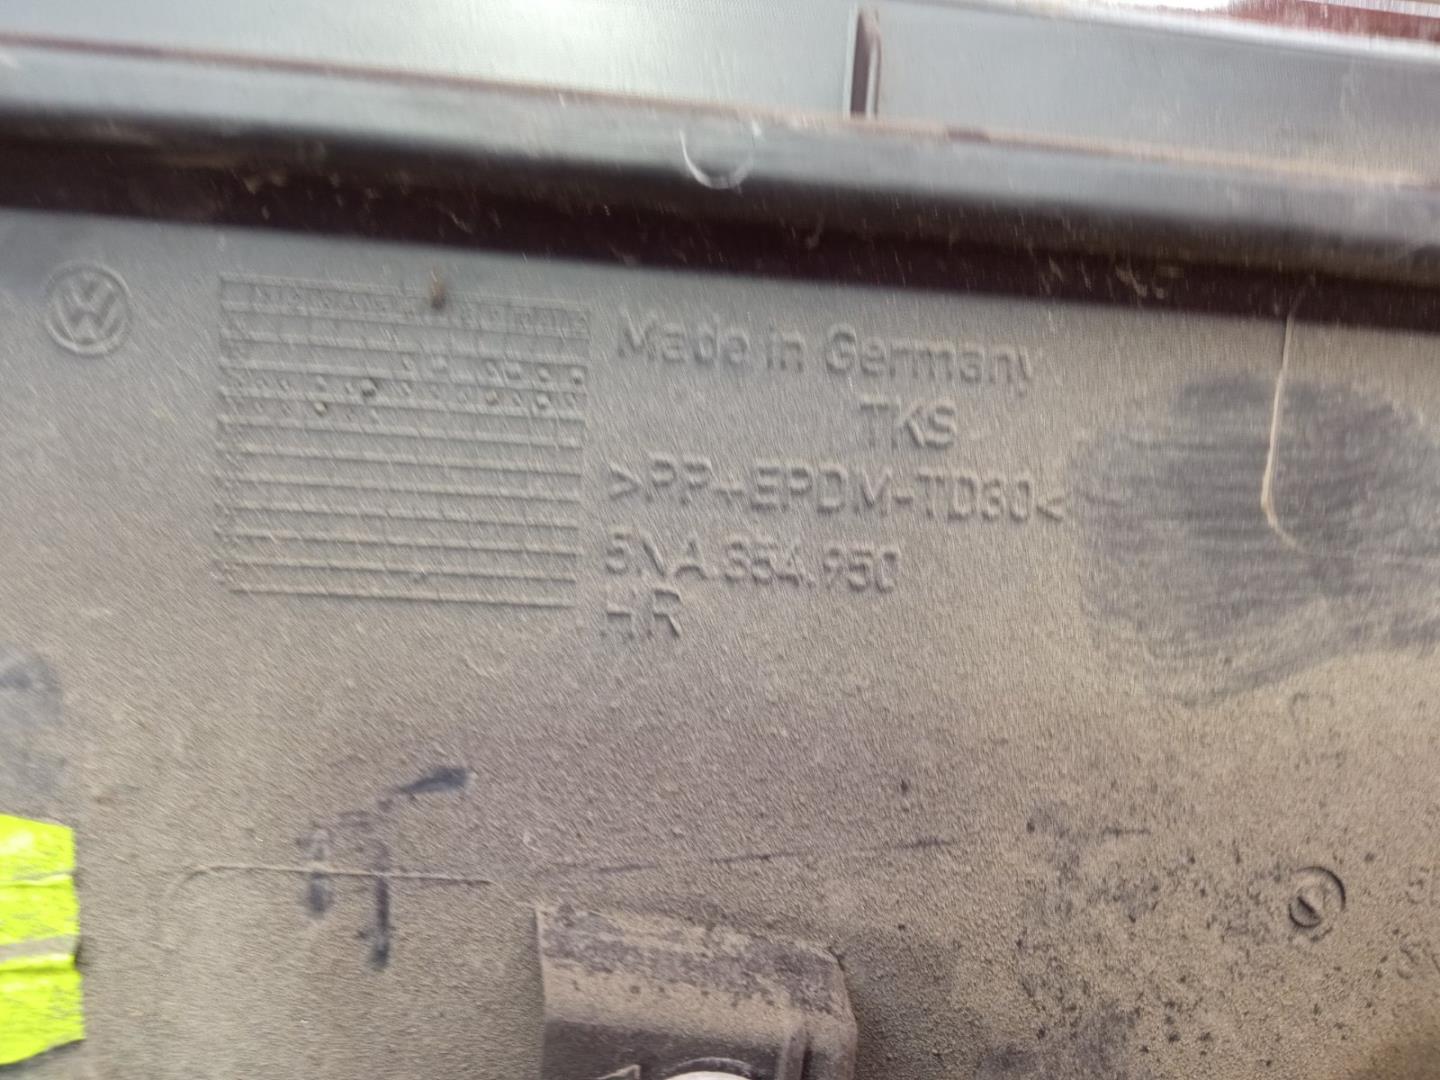 Made in Germany
TKS
>PP+EPDM-TD30<
5NA.854.950
HR